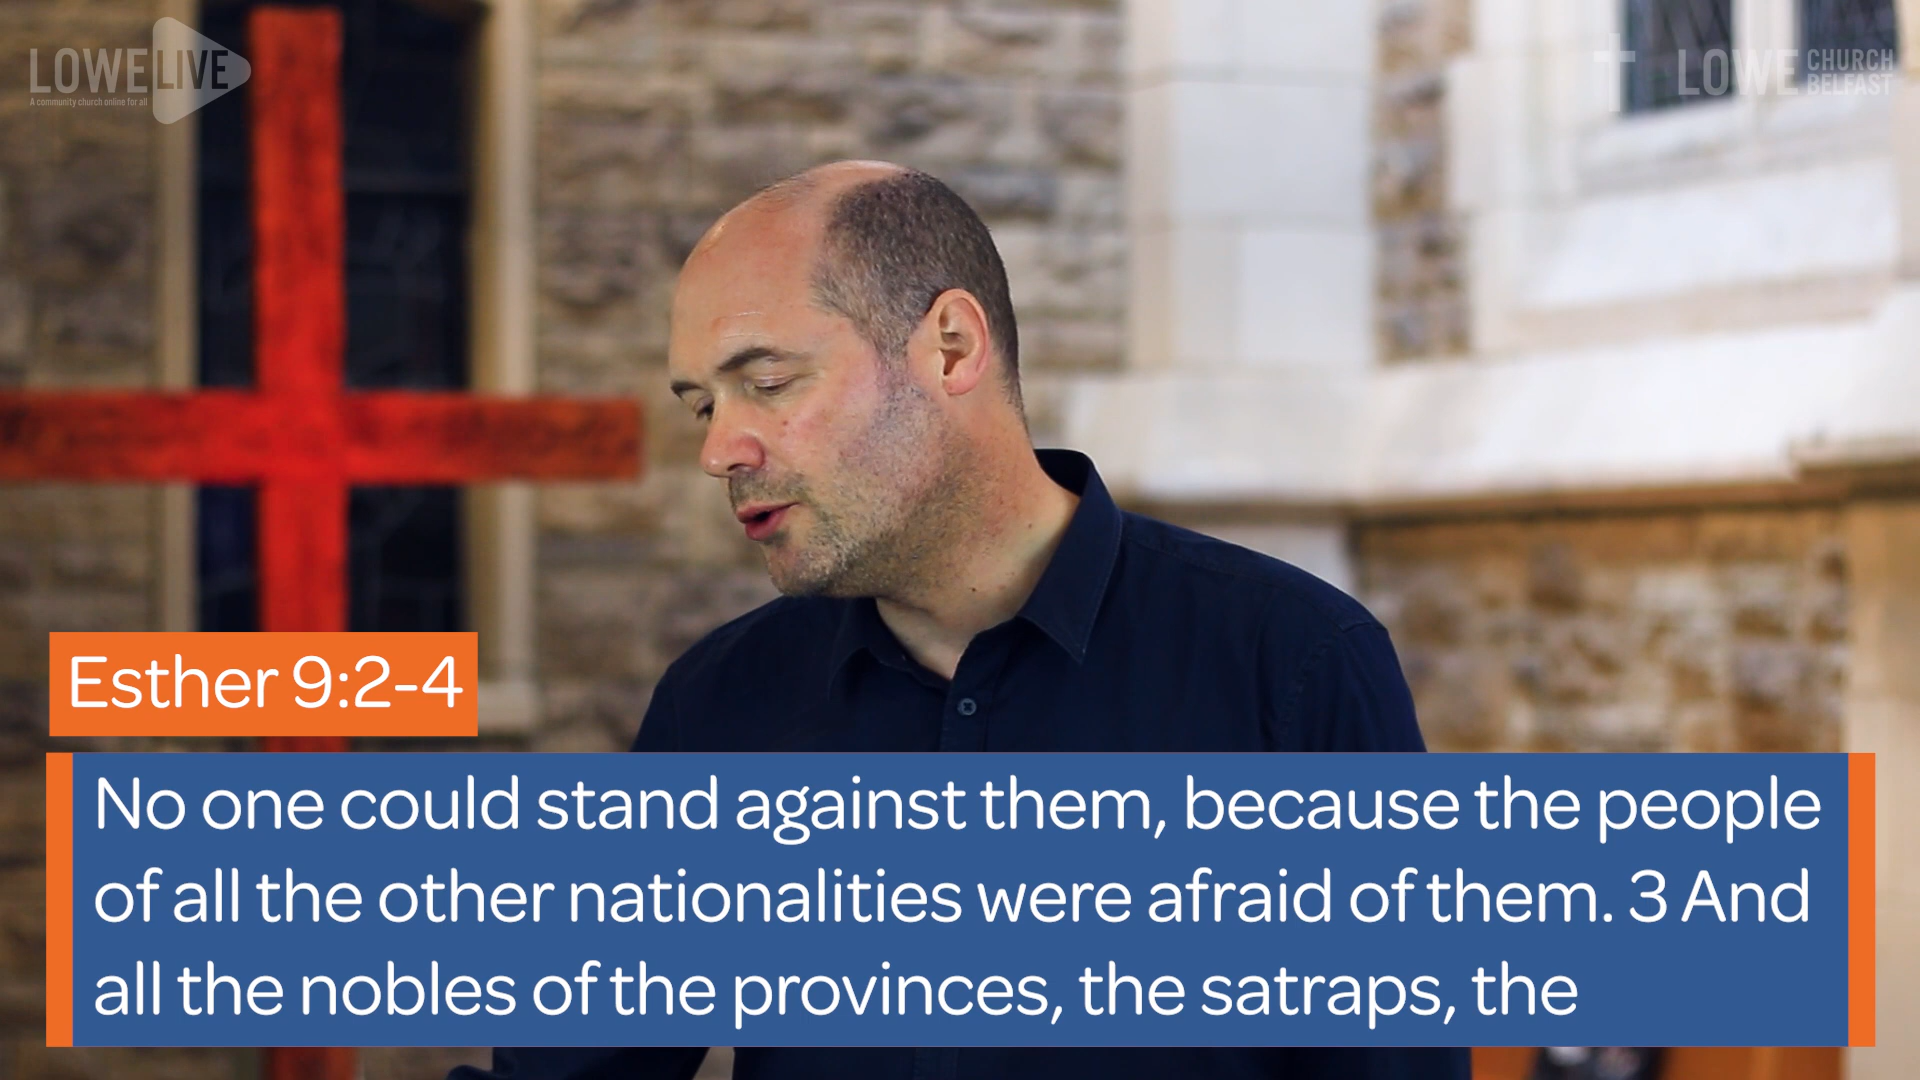 LOWELIVE
A community church online for all
LOWE CHURCH
BELFAST
Esther 9:2-4
No one could stand against them, because the people
of all the other nationalities were afraid of them. 3 And
all the nobles of the provinces, the satraps, the